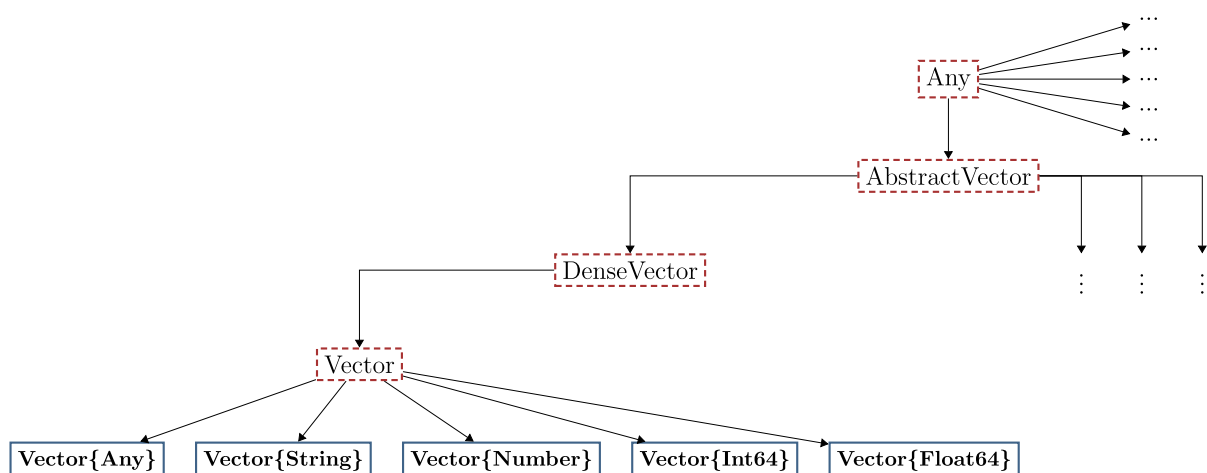 ...
...
Any
...
...
...
AbstractVector
DenseVector
⋮ ⋮ ⋮
Vector
Vector{Any} Vector{String} Vector{Number} Vector{Int64} Vector{Float64}